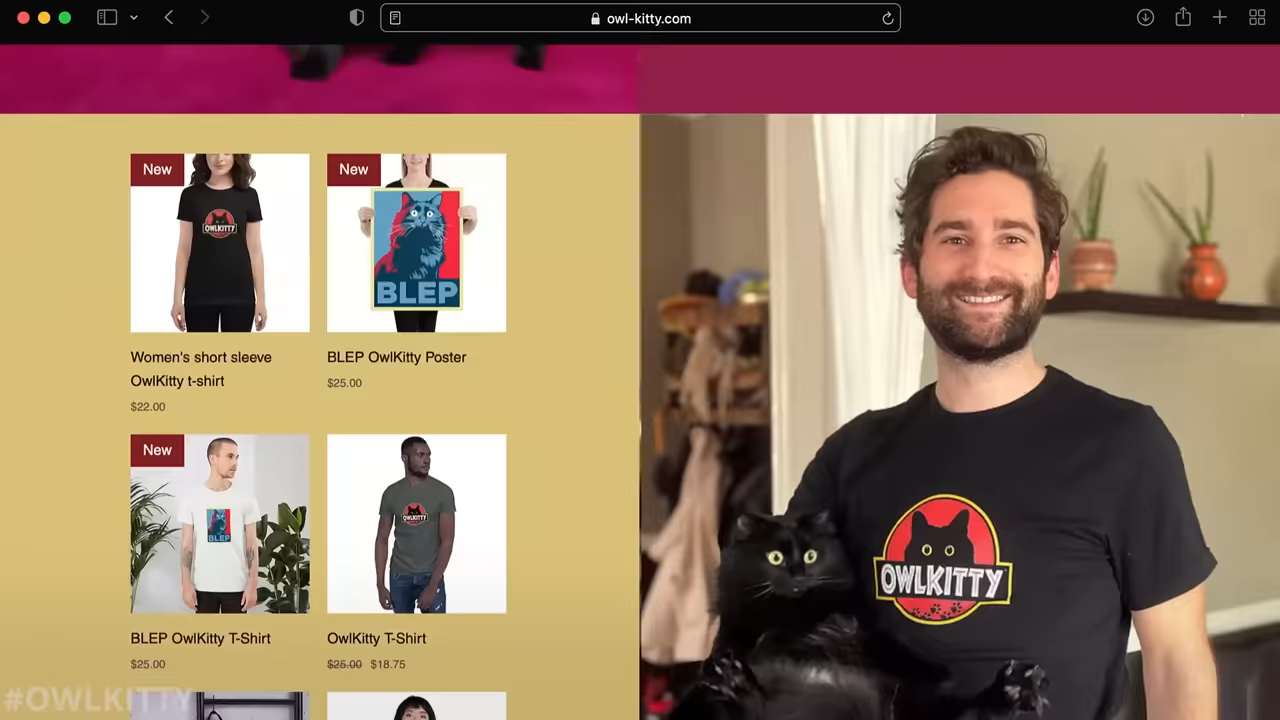 owl-kitty.com
New
New
OWLKITTY
BLEP
Women's short sleeve
OwlKitty t-shirt
$22.00
BLEP OwlKitty Poster
$25.00
New
BLEP
OWLKITTY
BLEP OwlKitty T-Shirt
$25.00
OwlKitty T-Shirt
$25.00 $18.75
OWLKITTY
#OWLKITTY